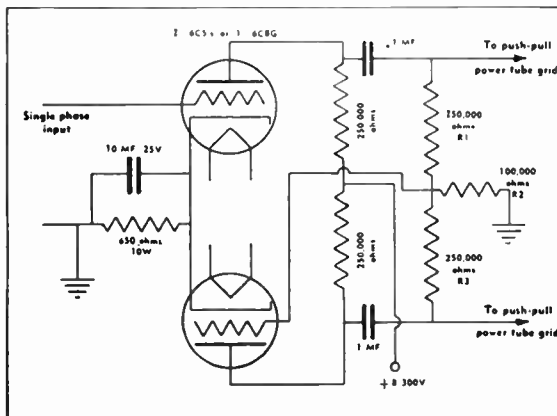 2 6C5s or 1 6C8G
.1 MF
To push-pull
power tube grid
Single phase
input
250,000
ohms
250,000
ohms
R1
10 MF 25V
100,000
ohms
R2
650 ohms
10W
250,000
ohms
250,000
ohms
R3
To push-pull
power tube grid
.1 MF
+ B 300V